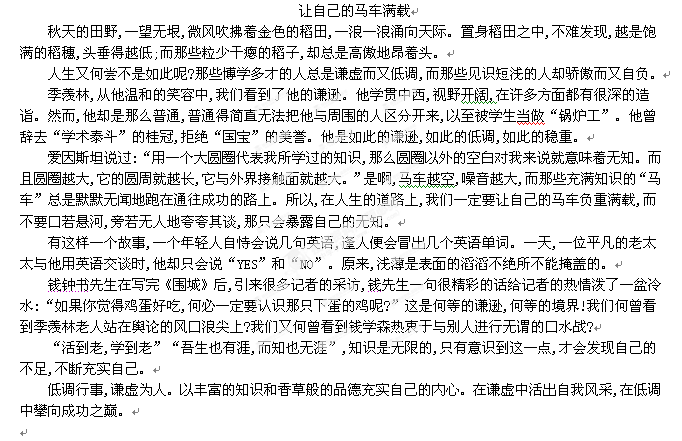 让自己的马车满载
秋天的田野,一望无垠,微风吹拂着金色的稻田,一浪一浪涌向天际。置身稻田之中,不难发现,越是饱
满的稻穗,头垂得越低;而那些粒少干瘪的稻子,却总是高傲地昂着头。
人生又何尝不是如此呢?那些博学多才的人总是谦虚而又低调,而那些见识短浅的人却骄傲而又自负。
季羡林,从他温和的笑容中,我们看到了他的谦逊。他学贯中西,视野开阔,在许多方面都有很深的造
诣。然而,他却是那么普通,普通得简直无法把他与周围的人区分开来,以至被学生当做“锅炉工”。他曾
辞去“学术泰斗”的桂冠,拒绝“国宝”的美誉。他是如此的谦逊,如此的低调,如此的稳重。
爱因斯坦说过:“用一个大圆圈代表我所学过的知识,那么圆圈以外的空白对我来说就意味着无知。而
且圆圈越大,它的圆周就越长,它与外界接触面就越大。”是啊,马车越空,噪音越大,而那些充满知识的“马
车”总是默默无闻地跑在通往成功的路上。所以,在人生的道路上,我们一定要让自己的马车负重满载,而
不要口若悬河,旁若无人地夸夸其谈,那只会暴露自己的无知。
有这样一个故事,一个年轻人自恃会说几句英语,逢人便会冒出几个英语单词。一天,一位平凡的老太
太与他用英语交谈时,他却只会说“YES”和“NO”。原来,浅薄是表面的滔滔不绝所不能掩盖的。
钱钟书先生在写完《围城》后,引来很多记者的采访,钱先生一句很精彩的话给记者的热情泼了一盆冷
水:“如果你觉得鸡蛋好吃,何必一定要认识那只下蛋的鸡呢?”这是何等的谦逊,何等的境界!我们何曾看
到季羡林老人站在舆论的风口浪尖上?我们又何曾看到钱学森热衷于与别人进行无谓的口水战?
“活到老,学到老”“吾生也有涯,而知也无涯”,知识是无限的,只有意识到这一点,才会发现自己的
不足,不断充实自己。
低调行事,谦虚为人。以丰富的知识和香草般的品德充实自己的内心。在谦虚中活出自我风采,在低调
中攀向成功之巅。